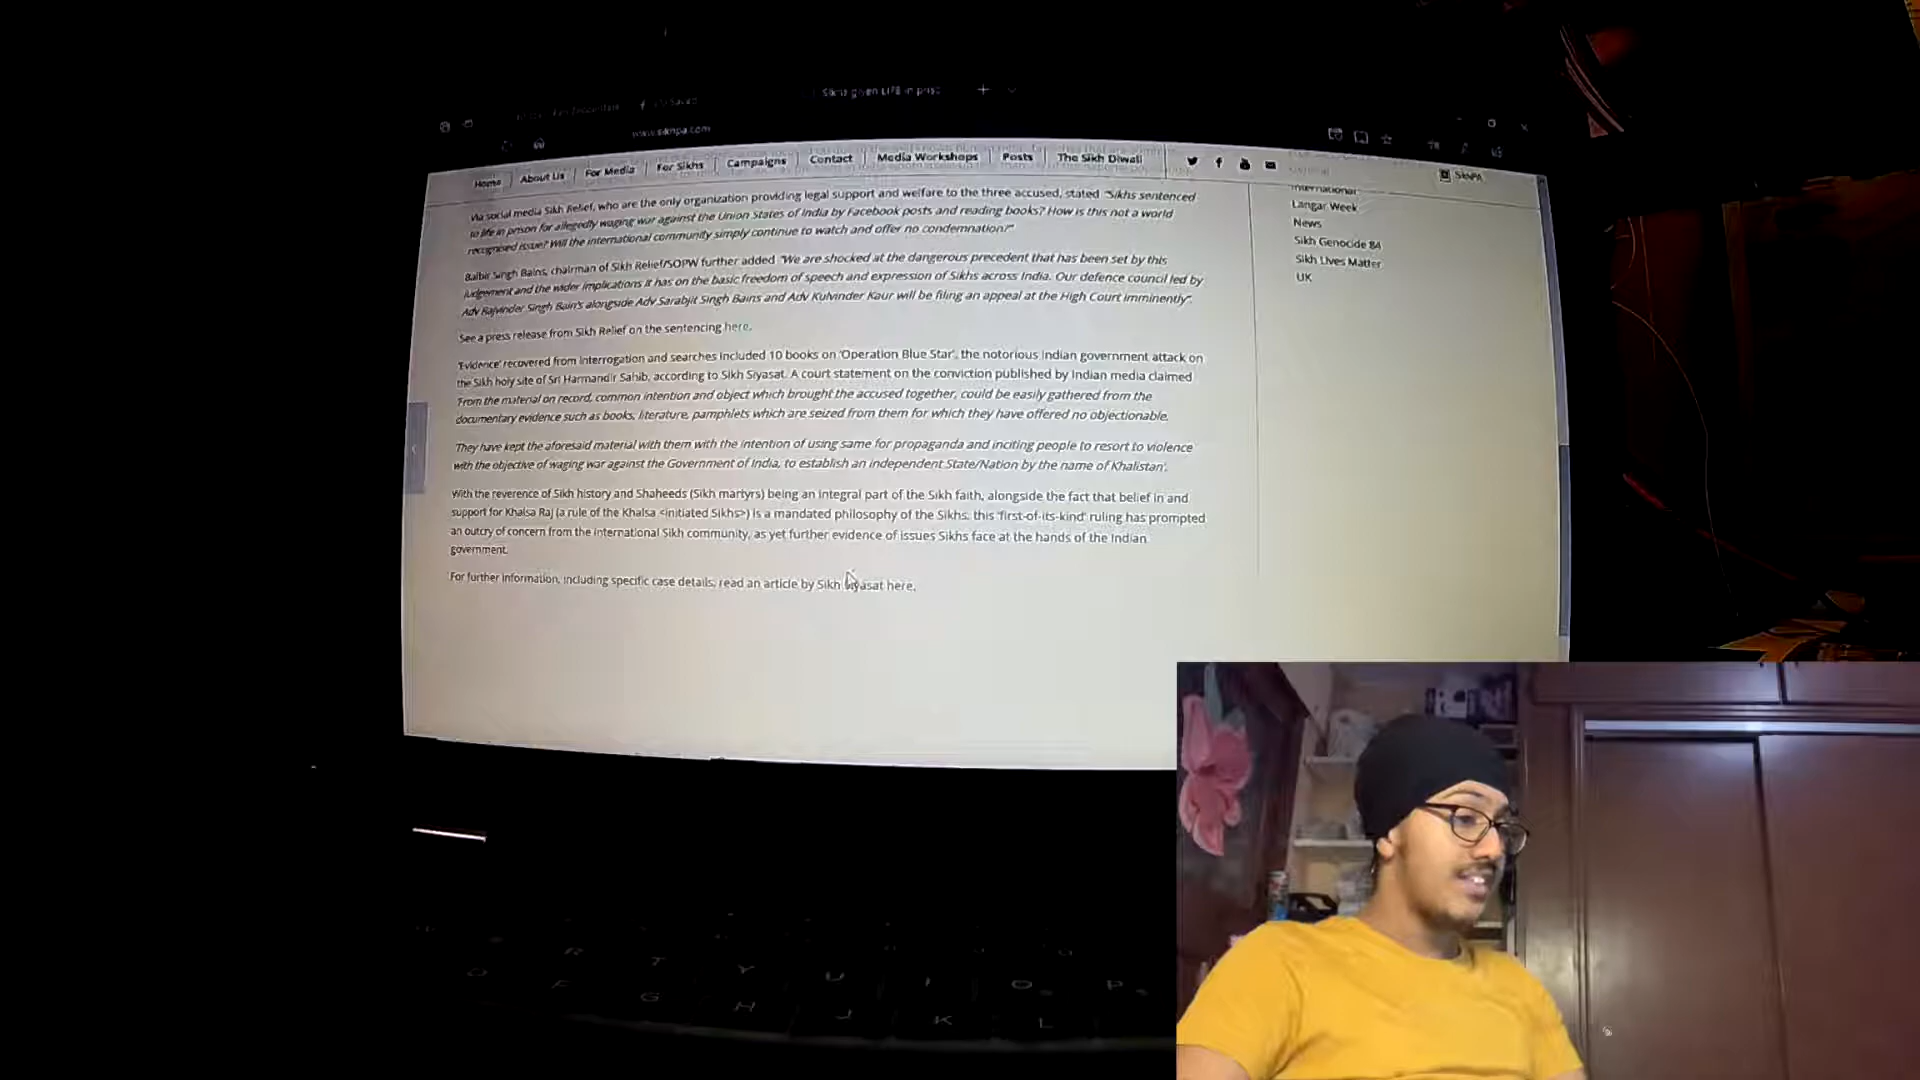 Sikhs given LIFE in pris
www.sikhpa.com
Home About Us For Media For Sikhs Campaigns Contact Media Workshops Posts The Sikh Diwali
SikhPA
Via social media Sikh Relief, who are the only organization providing legal support and welfare to the three accused, stated "Sikhs sentenced
to life in prison for allegedly waging war against the Union States of India by Facebook posts and reading books? How is this not a world
recognised issue? Will the international community simply continue to watch and offer no condemnation?"
Balbir Singh Bains, chairman of Sikh Relief/SOPW further added "We are shocked at the dangerous precedent that has been set by this
judgement and the wider implications it has on the basic freedom of speech and expression of Sikhs across India. Our defence council led by
Adv Rajvinder Singh Bain's alongside Adv Sarabjit Singh Bains and Adv Kulvinder Kaur will be filing an appeal at the High Court imminently".
See a press release from Sikh Relief on the sentencing here.
'Evidence' recovered from interrogation and searches included 10 books on 'Operation Blue Star', the notorious Indian government attack on
the Sikh holy site of Sri Harmandir Sahib, according to Sikh Siyasat. A court statement on the conviction published by Indian media claimed
'From the material on record, common intention and object which brought the accused together, could be easily gathered from the
documentary evidence such as books, literature, pamphlets which are seized from them for which they have offered no objectionable.
They have kept the aforesaid material with them with the intention of using same for propaganda and inciting people to resort to violence
with the objective of waging war against the Government of India, to establish an independent State/Nation by the name of Khalistan'.
With the reverence of Sikh history and Shaheeds (Sikh martyrs) being an integral part of the Sikh faith, alongside the fact that belief in and
support for Khalsa Raj (a rule of the Khalsa <initiated Sikhs>) is a mandated philosophy of the Sikhs, this 'first-of-its-kind' ruling has prompted
an outcry of concern from the international Sikh community, as yet further evidence of issues Sikhs face at the hands of the Indian
government.
For further information, including specific case details, read an article by Sikh Siyasat here.
International
Langar Week
News
Sikh Genocide 84
Sikh Lives Matter
UK
R T Y U I O P
G H J K L